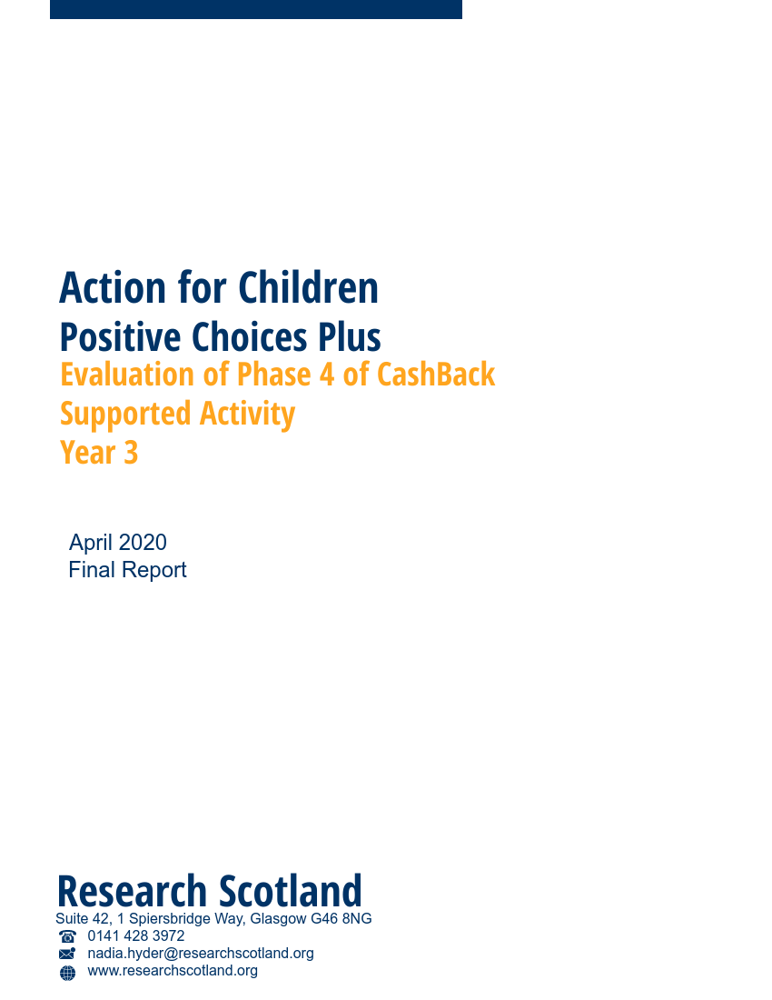 Action for Children
Positive Choices Plus
Evaluation of Phase 4 of CashBack
Supported Activity
Year 3
April 2020
Final Report
Research Scotland
Suite 42, 1 Spiersbridge Way, Glasgow G46 8NG
0141 428 3972
nadia.hyder@researchscotland.org
www.researchscotland.org